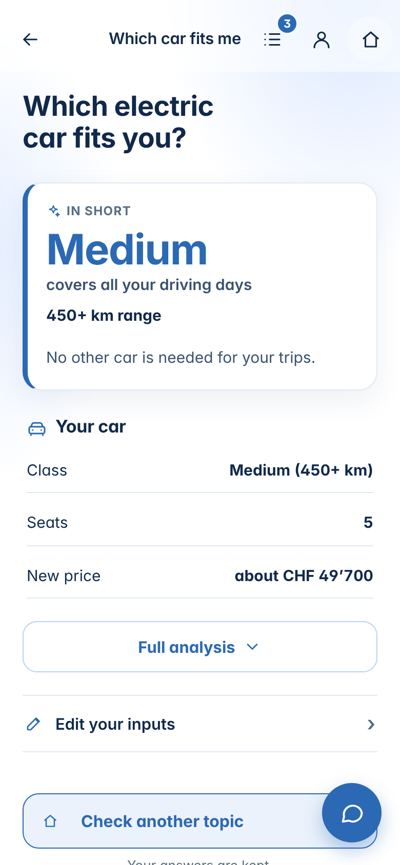 Which car fits me
3
Which electric
car fits you?
IN SHORT
Medium
covers all your driving days
450+ km range
No other car is needed for your trips.
Your car
Class
Medium (450+ km)
Seats
5
New price
about CHF 49’700
Full analysis
Edit your inputs
Check another topic
Your answers are kept